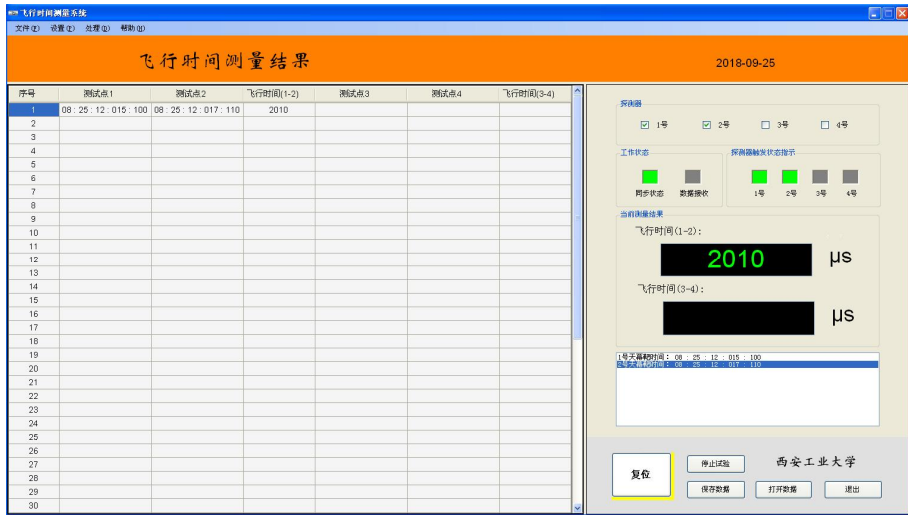 飞行时间测量系统
文件(F) 设置(T) 处理(D) 帮助(H)
飞行时间测量结果
2018-09-25
序号 测试点1 测试点2 飞行时间(1-2) 测试点3 测试点4 飞行时间(3-4)
1 08 : 25 : 12 : 015 : 100 08 : 25 : 12 : 017 : 110 2010
2
3
4
5
6
7
8
9
10
11
12
13
14
15
16
17
18
19
20
21
22
23
24
25
26
27
28
29
30
探测器
1号 2号 3号 4号
工作状态 探测器触发状态指示
同步状态 数据接收 1号 2号 3号 4号
当前测量结果
飞行时间(1-2):
2010 μs
飞行时间(3-4):
μs
1号天幕靶时间: 08 : 25 : 12 : 015 : 100
2号天幕靶时间: 08 : 25 : 12 : 017 : 110
复位 停止试验 西安工业大学
保存数据 打开数据 退出